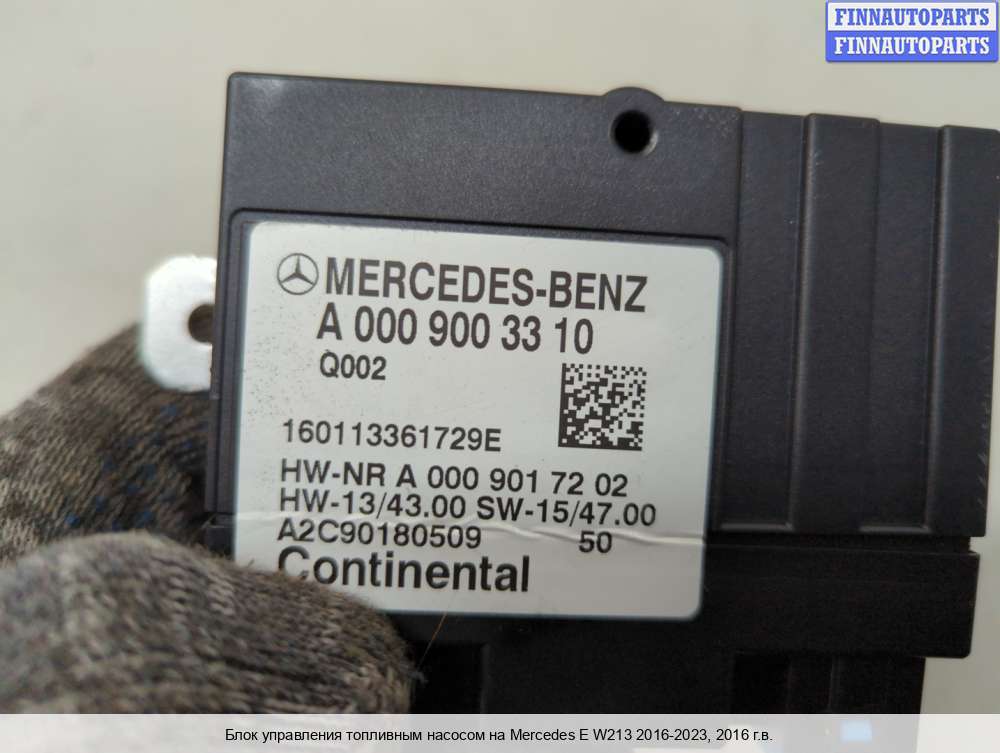 FINNAUTOPARTS
FINNAUTOPARTS
MERCEDES-BENZ
A 000 900 33 10
Q002
160113361729E
HW-NR A 000 901 72 02
HW-13/43.00 SW-15/47.00
A2C90180509 50
Continental
Блок управления топливным насосом на Mercedes E W213 2016-2023, 2016 г.в.